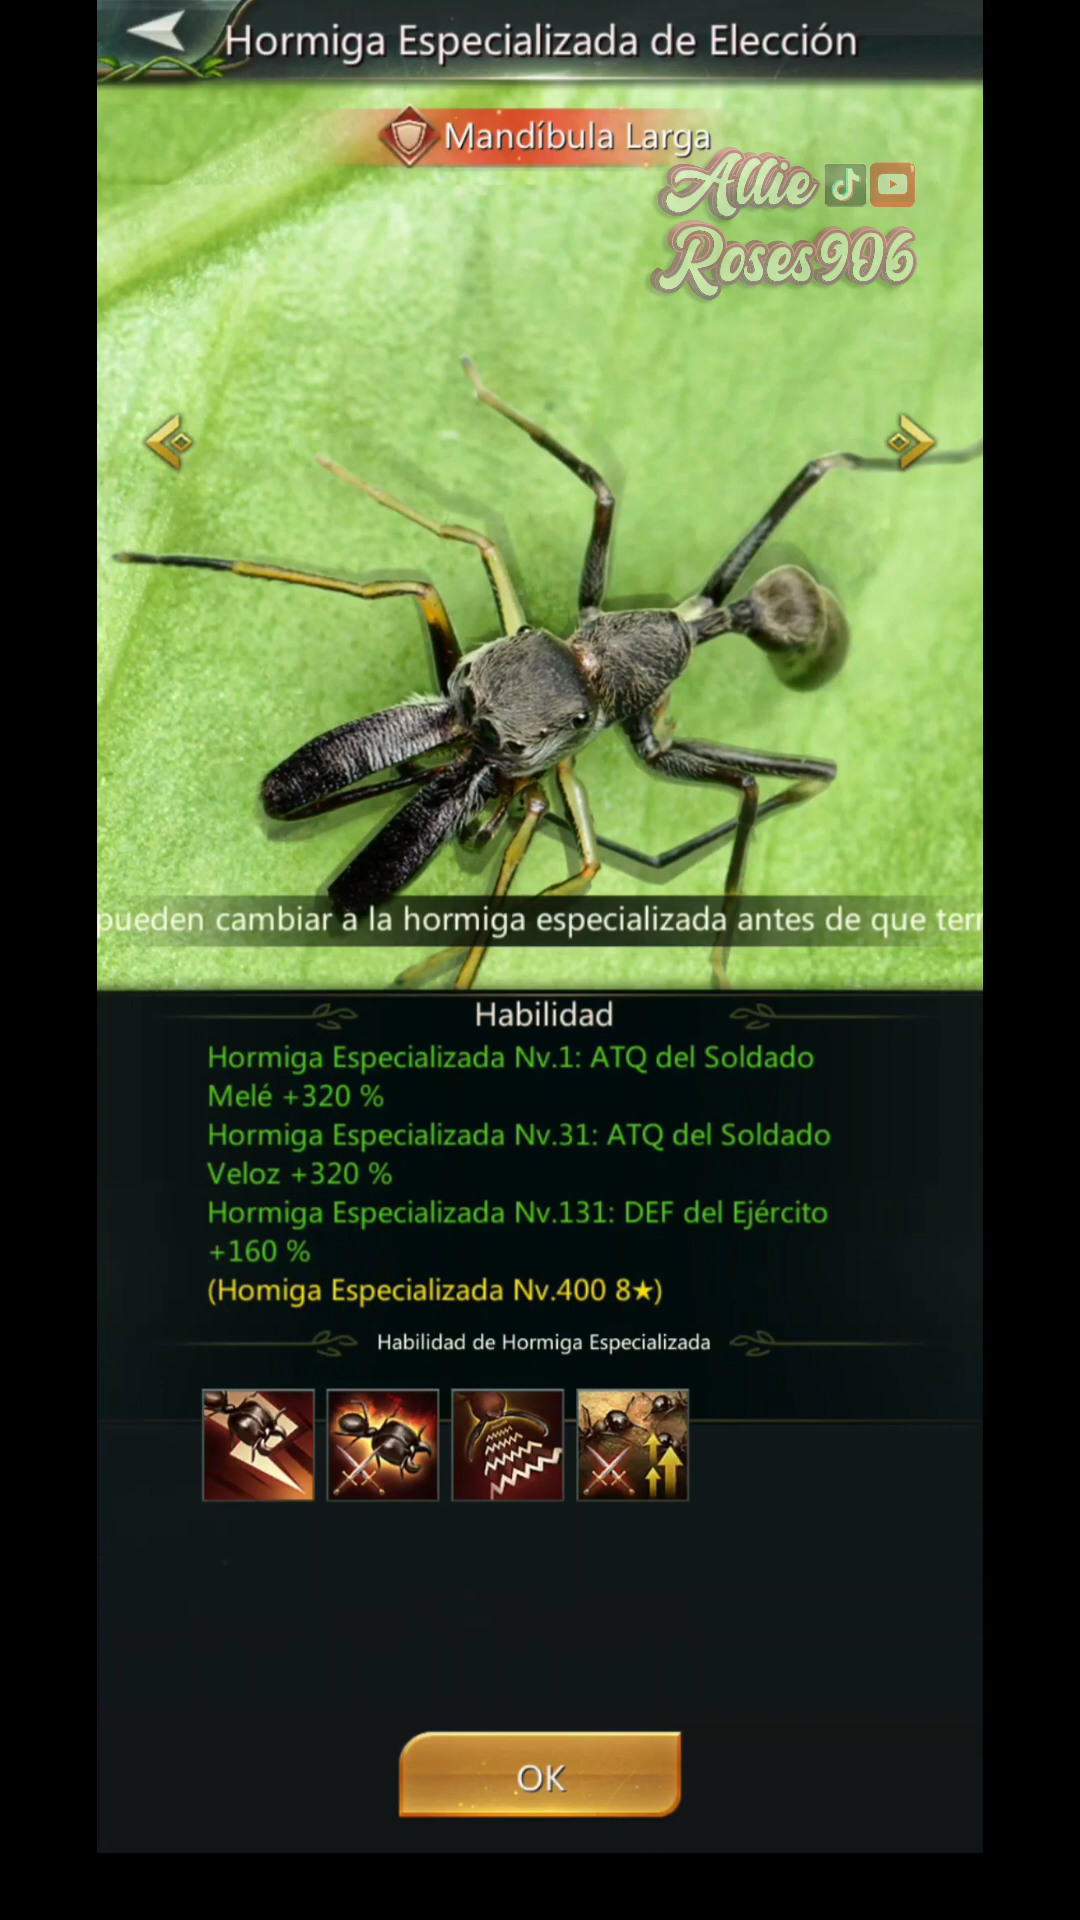 Hormiga Especializada de Elección
Mandíbula Larga
Allie
Roses906
pueden cambiar a la hormiga especializada antes de que
Habilidad
Hormiga Especializada Nv.1: ATQ del Soldado
Melé +320 %
Hormiga Especializada Nv.31: ATQ del Soldado
Veloz +320 %
Hormiga Especializada Nv.131: DEF del Ejército
+160 %
(Homiga Especializada Nv.400 8★)
Habilidad de Hormiga Especializada
OK